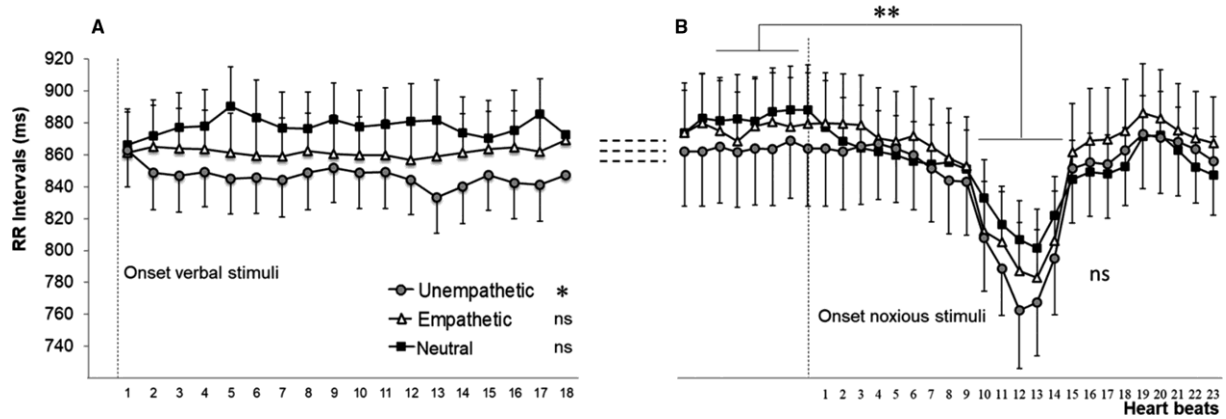 A
B
**
920
900
880
860
840
820
800
780
760
740
RR Intervals (ms)
Onset verbal stimuli
Unempathetic *
Empathetic ns
Neutral ns
Onset noxious stimuli
ns
1 2 3 4 5 6 7 8 9 10 11 12 13 14 15 16 17 18
1 2 3 4 5 6 7 8 9 10 11 12 13 14 15 16 17 18 19 20 21 22 23
Heart beats